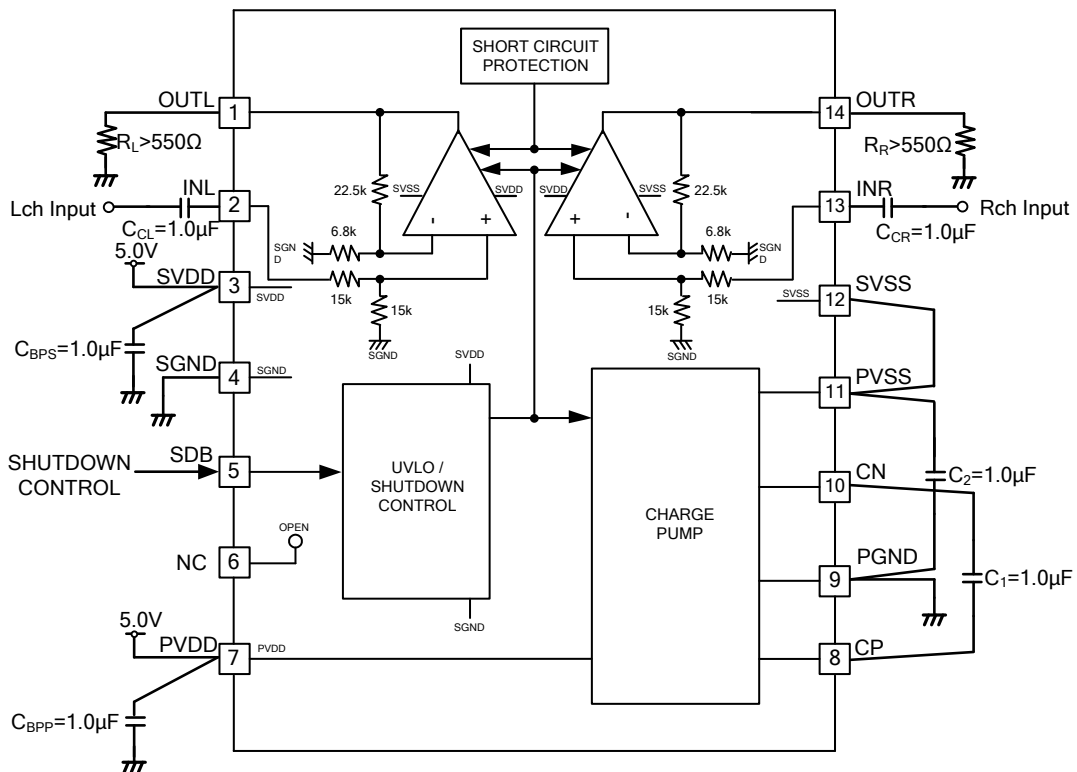 SHORT CIRCUIT
PROTECTION
OUTL
1
14
OUTR
RL>550Ω
RR>550Ω
SVSS
SVDD
SVDD
SVSS
22.5k
22.5k
INL
2
13
INR
Lch Input
Rch Input
CCL=1.0µF
CCR=1.0µF
-
+
+
-
6.8k
6.8k
SGN
D
SGN
D
15k
15k
15k
15k
SGND
SGND
5.0V
SVDD
3
SVDD
SVSS
12
SVSS
CBPS=1.0µF
SGND
4
SGND
SVDD
11
PVSS
SHUTDOWN
CONTROL
SDB
5
UVLO /
SHUTDOWN
CONTROL
CHARGE
PUMP
10
CN
C2=1.0µF
NC
6
OPEN
9
PGND
C1=1.0µF
SGND
5.0V
PVDD
7
PVDD
8
CP
CBPP=1.0µF